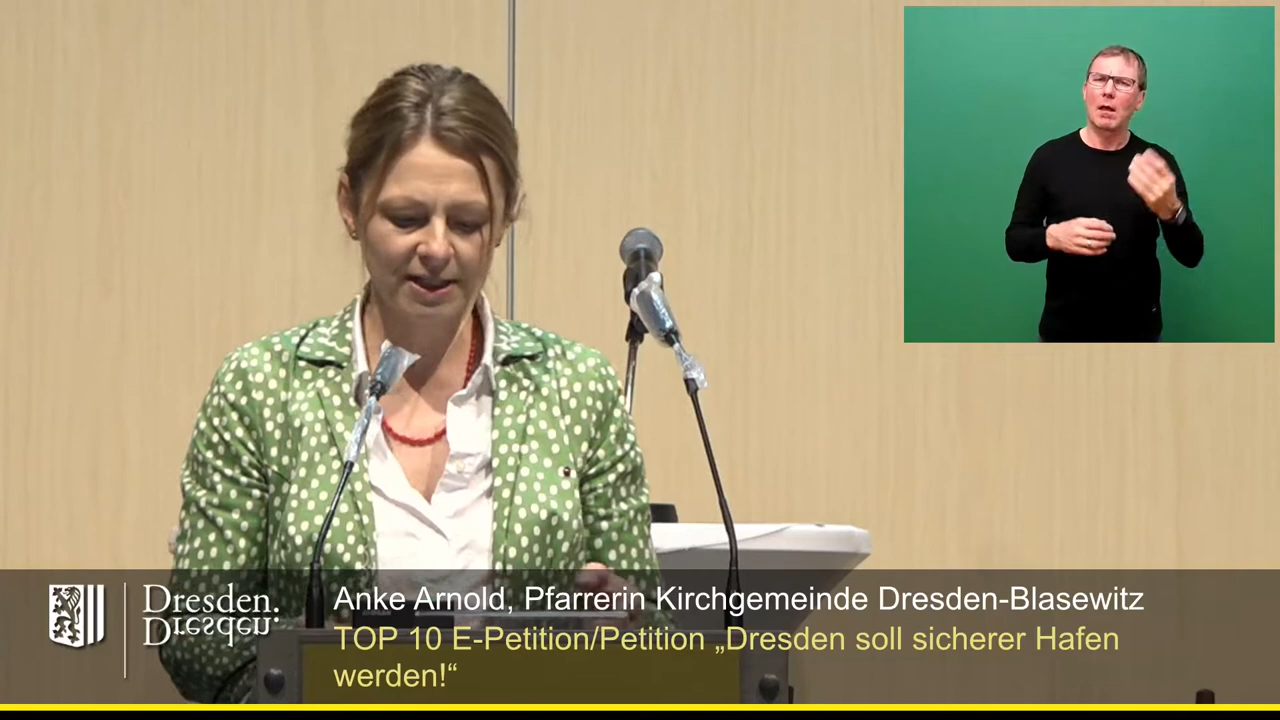 Dresden.
Dresden.
Anke Arnold, Pfarrerin Kirchgemeinde Dresden-Blasewitz
TOP 10 E-Petition/Petition „Dresden soll sicherer Hafen
werden!“